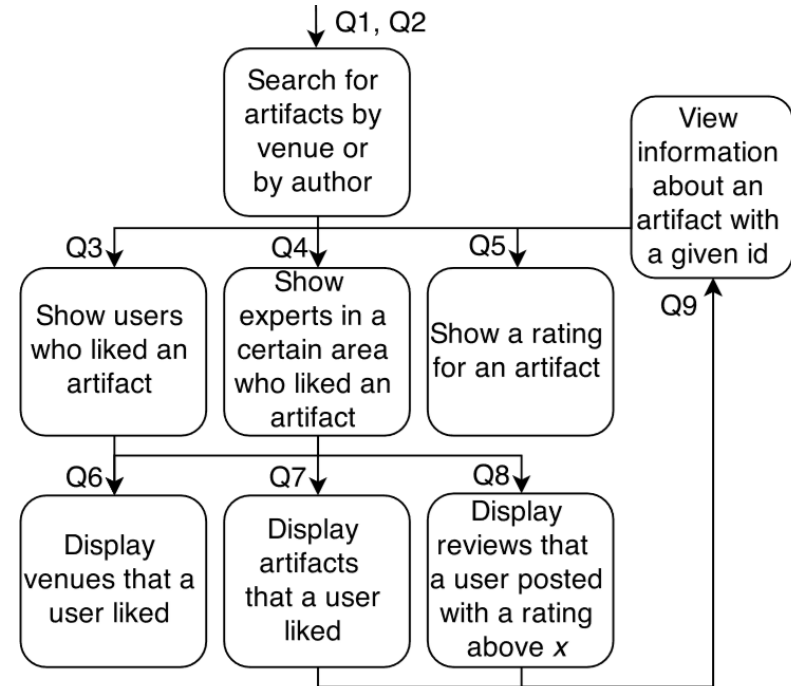 Q1, Q2
Search for
artifacts by
venue or
by author
View
information
about an
artifact with
a given id
Q3
Q4
Q5
Q9
Show users
who liked an
artifact
Show
experts in a
certain area
who liked an
artifact
Show a rating
for an artifact
Q6
Q7
Q8
Display
venues that a
user liked
Display
artifacts
that a user
liked
Display
reviews that
a user posted
with a rating
above x